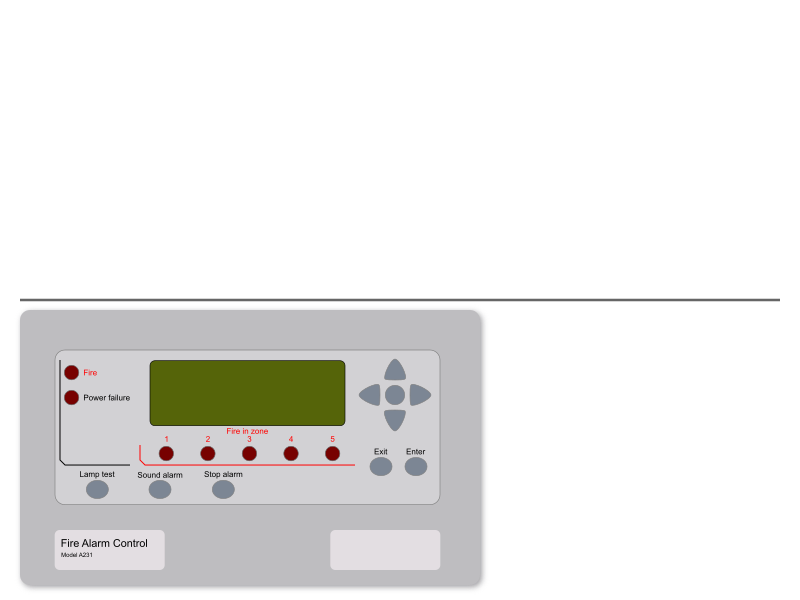 Fire
Power failure
Fire in zone
1 2 3 4 5
Exit Enter
Lamp test Sound alarm Stop alarm
Fire Alarm Control
Model A231